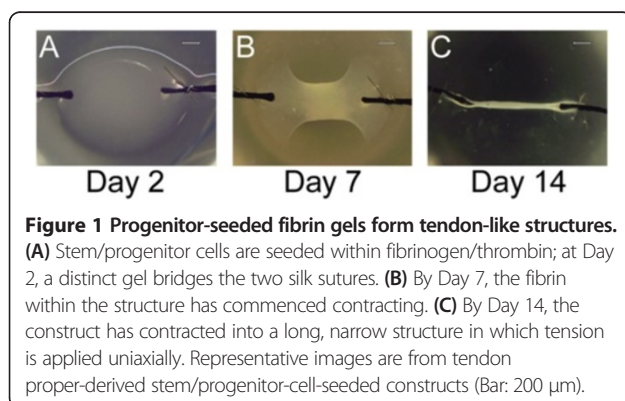 A B C
Day 2 Day 7 Day 14
Figure 1 Progenitor-seeded fibrin gels form tendon-like structures.
(A) Stem/progenitor cells are seeded within fibrinogen/thrombin; at Day
2, a distinct gel bridges the two silk sutures. (B) By Day 7, the fibrin
within the structure has commenced contracting. (C) By Day 14, the
construct has contracted into a long, narrow structure in which tension
is applied uniaxially. Representative images are from tendon
proper-derived stem/progenitor-cell-seeded constructs (Bar: 200 μm).